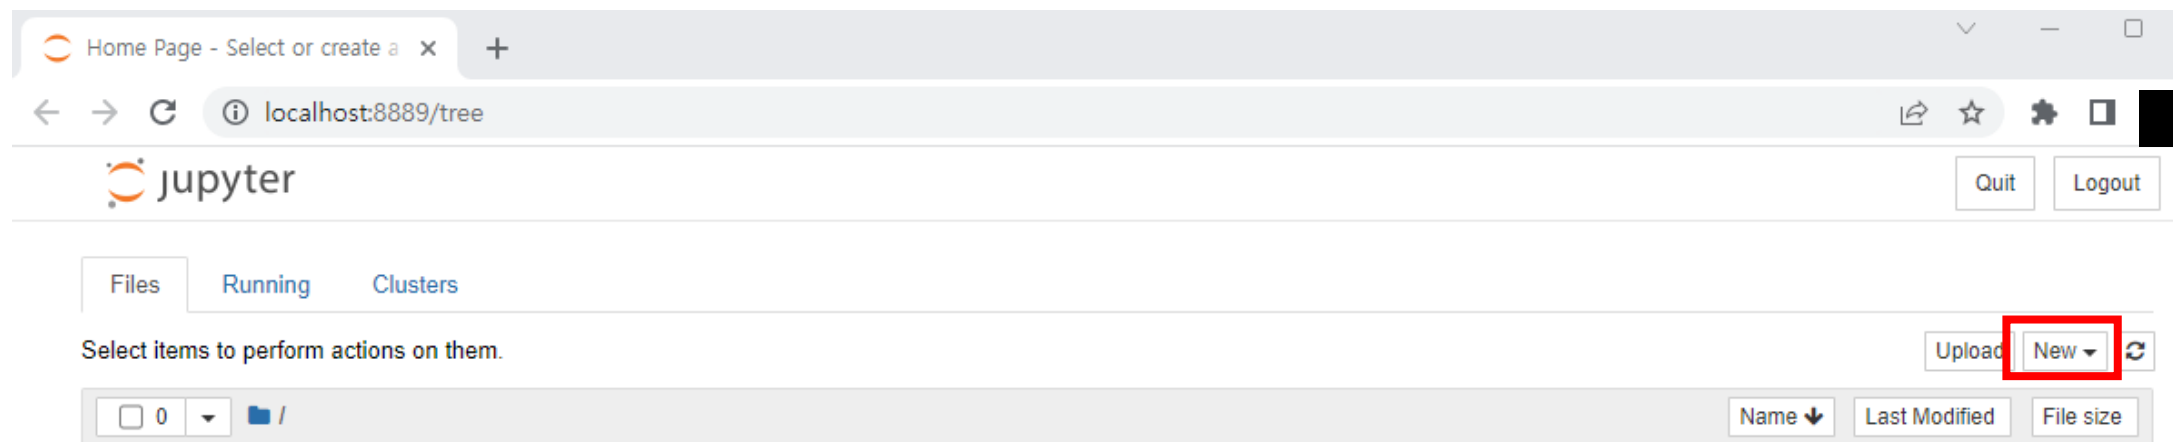 Home Page - Select or create a
localhost:8889/tree
jupyter
Quit
Logout
Files
Running
Clusters
Select items to perform actions on them.
Upload
New
0
/
Name
Last Modified
File size